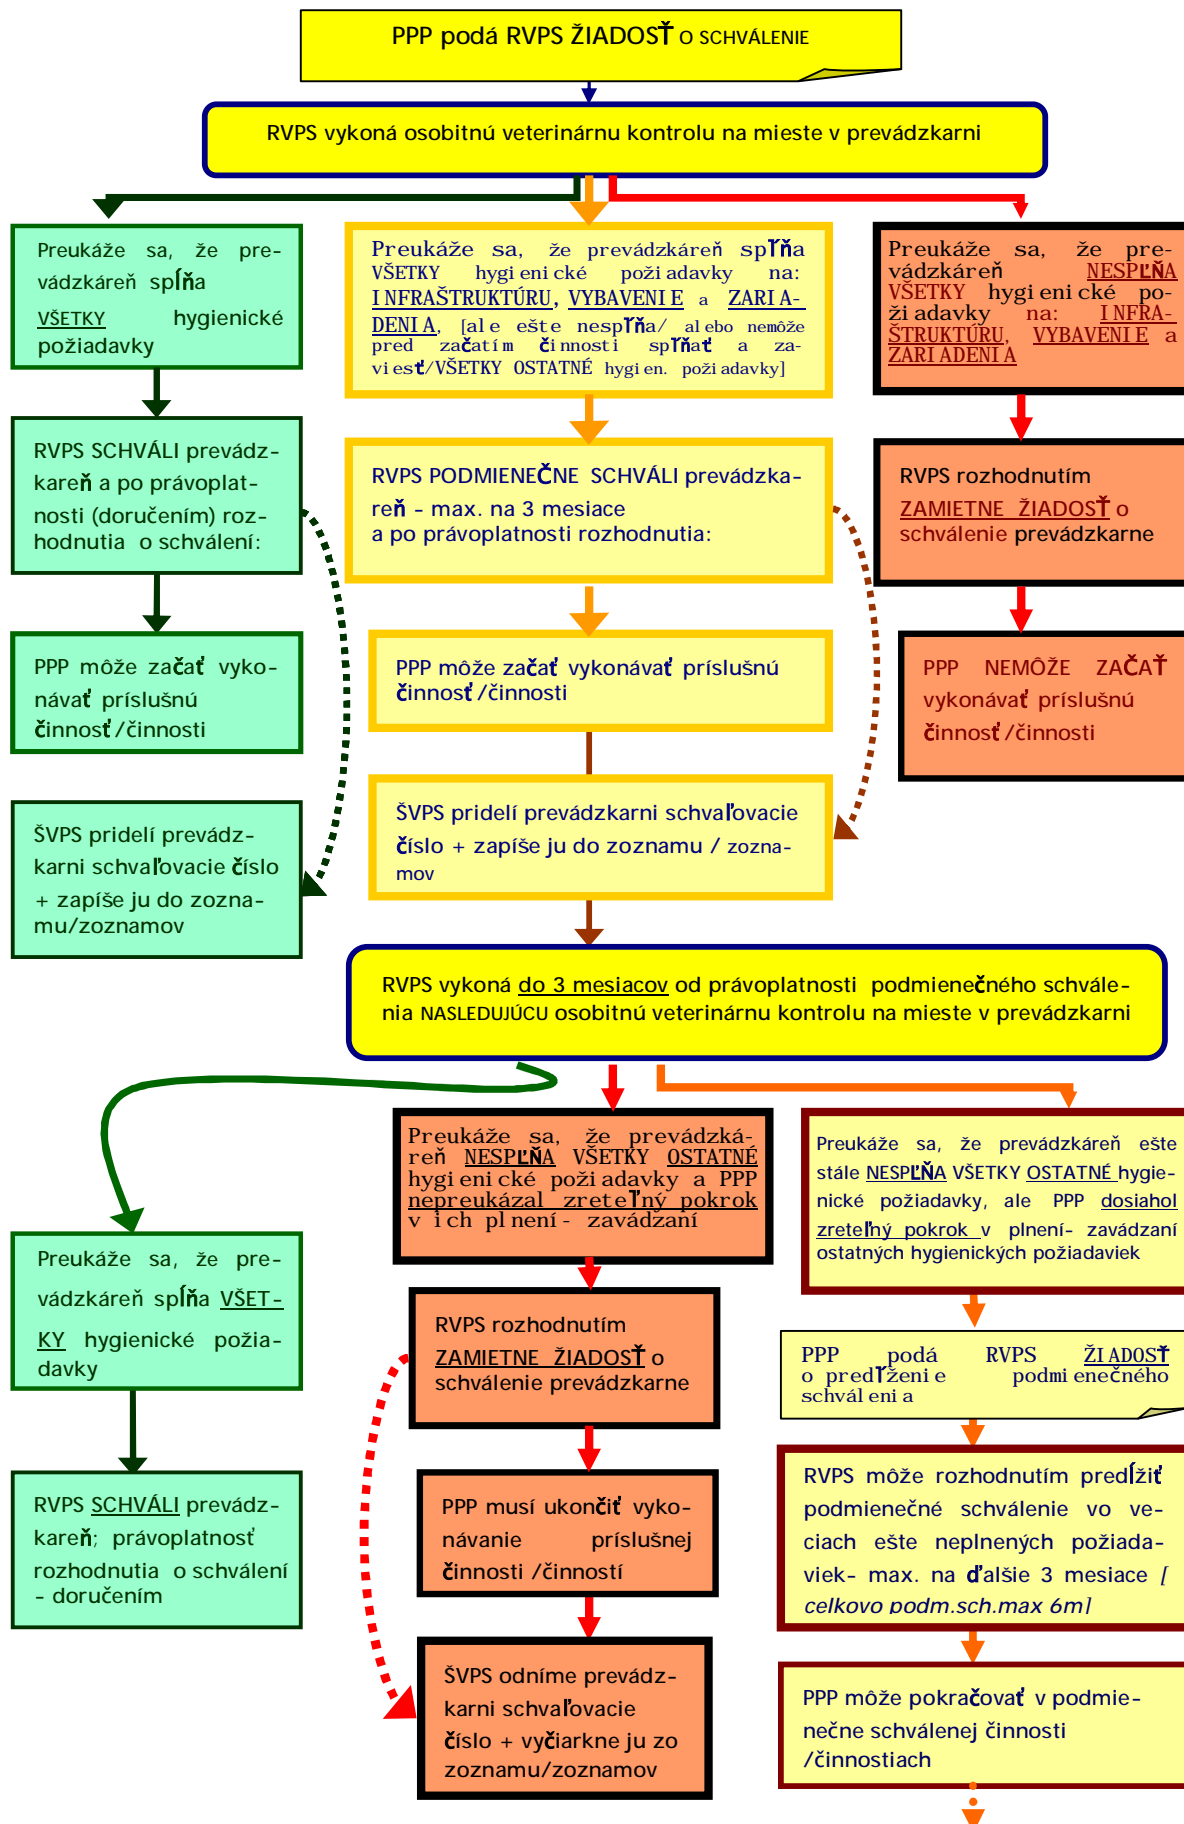 PPP podá RVPS ŽIADOSŤ O SCHVÁLENIE
RVPS vykoná osobitnú veterinárnu kontrolu na mieste v prevádzkarni
Preukáže sa, že pre-
vádzkáreň spĺňa
VŠETKY hygienické
požiadavky
Preukáže sa, že prevádzkáreň spĺňa
VŠETKY hygienické požiadavky na:
INFRAŠTRUKTÚRU, VYBAVENIE a ZARIA-
DENIA, [ale ešte nespĺňa/ alebo nemôže
pred začatím činnosti spĺňať a za-
viesť/VŠETKY OSTATNÉ hygien. požiadavky]
Preukáže sa, že pre-
vádzkáreň NESPĽŇA
VŠETKY hygienické po-
žiadavky na: INFRA-
ŠTRUKTÚRU, VYBAVENIE a
ZARIADENIA
RVPS SCHVÁLI prevádz-
kareň a po právoplat-
nosti (doručením) roz-
hodnutia o schválení:
RVPS PODMIENEČNE SCHVÁLI prevádzka-
reň - max. na 3 mesiace
a po právoplatnosti rozhodnutia:
RVPS rozhodnutím
ZAMIETNE ŽIADOSŤ o
schválenie prevádzkarne
PPP môže začať vyko-
návať príslušnú
činnosť/činnosti
PPP môže začať vykonávať príslušnú
činnosť/činnosti
PPP NEMÔŽE ZAČAŤ
vykonávať príslušnú
činnosť/činnosti
ŠVPS pridelí prevádz-
karni schvaľovacie číslo
+ zapíše ju do zozna-
mu/zoznamov
ŠVPS pridelí prevádzkarni schvaľovacie
číslo + zapíše ju do zoznamu / zozna-
mov
RVPS vykoná do 3 mesiacov od právoplatnosti podmienečného schvále-
nia NASLEDUJÚCU osobitnú veterinárnu kontrolu na mieste v prevádzkarni
Preukáže sa, že pre-
vádzkáreň spĺňa VŠET-
KY hygienické požia-
davky
Preukáže sa, že prevádzká-
reň NESPĽŇA VŠETKY OSTATNÉ
hygienické požiadavky a PPP
nepreukázal zreteľný pokrok
v ich plnení- zavádzaní
Preukáže sa, že prevádzkáreň ešte
stále NESPĽŇA VŠETKY OSTATNÉ hygie-
nické požiadavky, ale PPP dosiahol
zreteľný pokrok v plnení- zavádzaní
ostatných hygienických požiadaviek
RVPS rozhodnutím
ZAMIETNE ŽIADOSŤ o
schválenie prevádzkarne
PPP podá RVPS ŽIADOSŤ
o predĺženie podmienečného
schválenia
RVPS SCHVÁLI prevádz-
kareň; právoplatnosť
rozhodnutia o schválení
- doručením
PPP musí ukončiť vyko-
návanie príslušnej
činnosti /činností
RVPS môže rozhodnutím predĺžiť
podmienečné schválenie vo ve-
ciach ešte neplnených požiada-
viek- max. na ďalšie 3 mesiace [
celkovo podm.sch.max 6m]
ŠVPS odníme prevádz-
karni schvaľovacie
číslo + vyčiarkne ju zo
zoznamu/zoznamov
PPP môže pokračovať v podmie-
nečne schválenej činnosti
/činnostiach